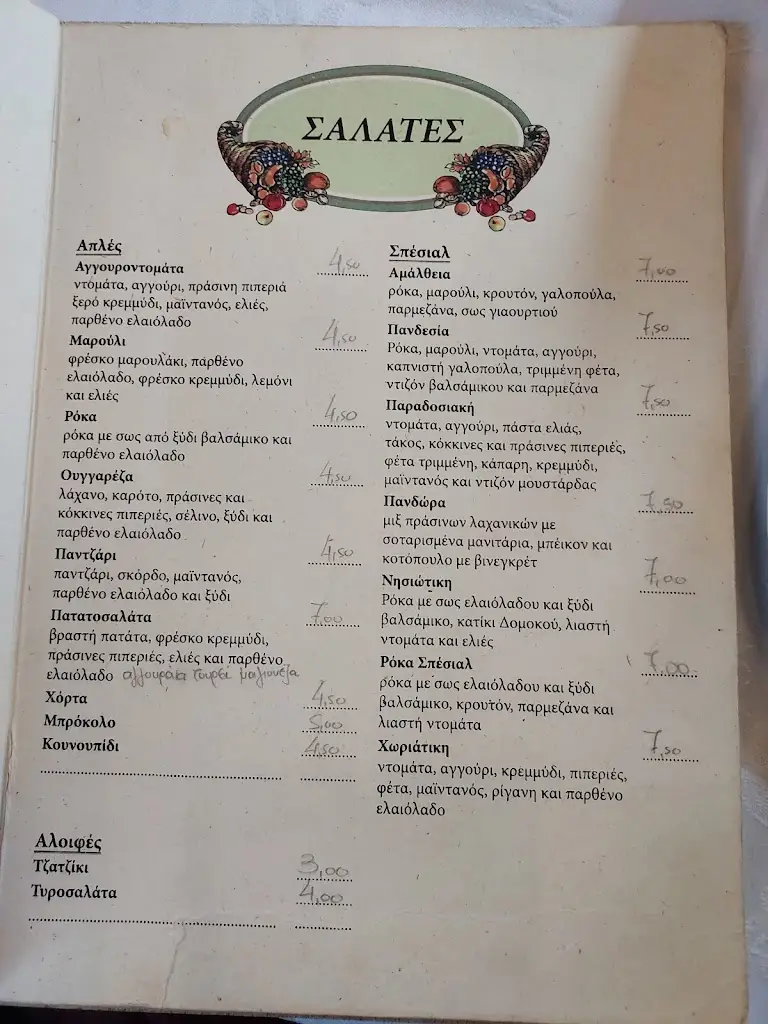 ΣΑΛΑΤΕΣ
Απλές
Αγγουροντομάτα 4,50
ντομάτα, αγγούρι, πράσινη πιπεριά
ξερό κρεμμύδι, μαϊντανός, ελιές,
παρθένο ελαιόλαδο
Μαρούλι 4,50
φρέσκο μαρουλάκι, παρθένο
ελαιόλαδο, φρέσκο κρεμμύδι, λεμόνι
και ελιές
Ρόκα 4,50
ρόκα με σως από ξύδι βαλσάμικο και
παρθένο ελαιόλαδο
Ουγγαρέζα 4,50
λάχανο, καρότο, πράσινες και
κόκκινες πιπεριές, σέλινο, ξύδι και
παρθένο ελαιόλαδο
Παντζάρι 4,50
παντζάρι, σκόρδο, μαϊντανός,
παρθένο ελαιόλαδο και ξύδι
Πατατοσαλάτα 7,00
βραστή πατάτα, φρέσκο κρεμμύδι,
πράσινες πιπεριές, ελιές και παρθένο
ελαιόλαδο αγγουράκι τουρσί μαγιονέζα
Χόρτα 4,50
Μπρόκολο 5,00
Κουνουπίδι 4,50
Αλοιφές
Τζατζίκι 3,00
Τυροσαλάτα 4,00
Σπέσιαλ
Αμάλθεια 7,00
ρόκα, μαρούλι, κρουτόν, γαλοπούλα,
παρμεζάνα, σως γιαουρτιού
Πανδεσία 7,50
Ρόκα, μαρούλι, ντομάτα, αγγούρι,
καπνιστή γαλοπούλα, τριμμένη φέτα,
ντιζόν βαλσάμικου και παρμεζάνα
Παραδοσιακή 7,50
ντομάτα, αγγούρι, πάστα ελιάς,
τάκος, κόκκινες και πράσινες πιπεριές,
φέτα τριμμένη, κάπαρη, κρεμμύδι,
μαϊντανός και ντιζόν μουστάρδας
Πανδώρα 7,50
μιξ πράσινων λαχανικών με
σοταρισμένα μανιτάρια, μπέικον και
κοτόπουλο με βινεγκρέτ
Νησιώτικη 7,00
Ρόκα με σως ελαιόλαδου και ξύδι
βαλσάμικο, κατίκι Δομοκού, λιαστή
ντομάτα και ελιές
Ρόκα Σπέσιαλ 7,00
ρόκα με σως ελαιόλαδου και ξύδι
βαλσάμικο, κρουτόν, παρμεζάνα και
λιαστή ντομάτα
Χωριάτικη 7,50
ντομάτα, αγγούρι, κρεμμύδι, πιπεριές,
φέτα, μαϊντανός, ρίγανη και παρθένο
ελαιόλαδο